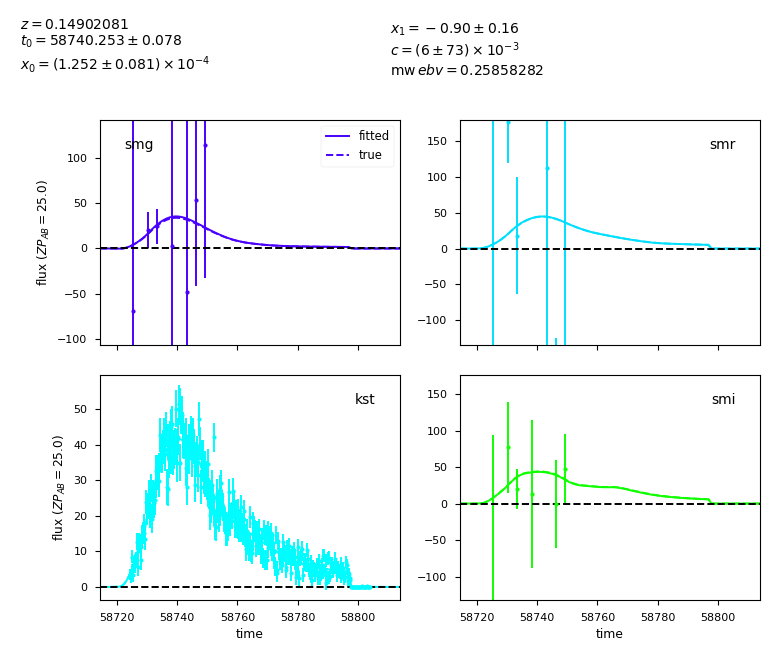 z = 0.14902081
t₀ = 58740.253 ± 0.078
x₀ = (1.252 ± 0.081) × 10⁻⁴
x₁ = −0.90 ± 0.16
c = (6 ± 73) × 10⁻³
mw ebv = 0.25858282
smg
fitted
true
100
50
0
−50
−100
flux (ZP_AB = 25.0)
smr
150
100
50
0
−50
−100
kst
50
40
30
20
10
0
flux (ZP_AB = 25.0)
58720 58740 58760 58780 58800
time
smi
150
100
50
0
−50
−100
58720 58740 58760 58780 58800
time